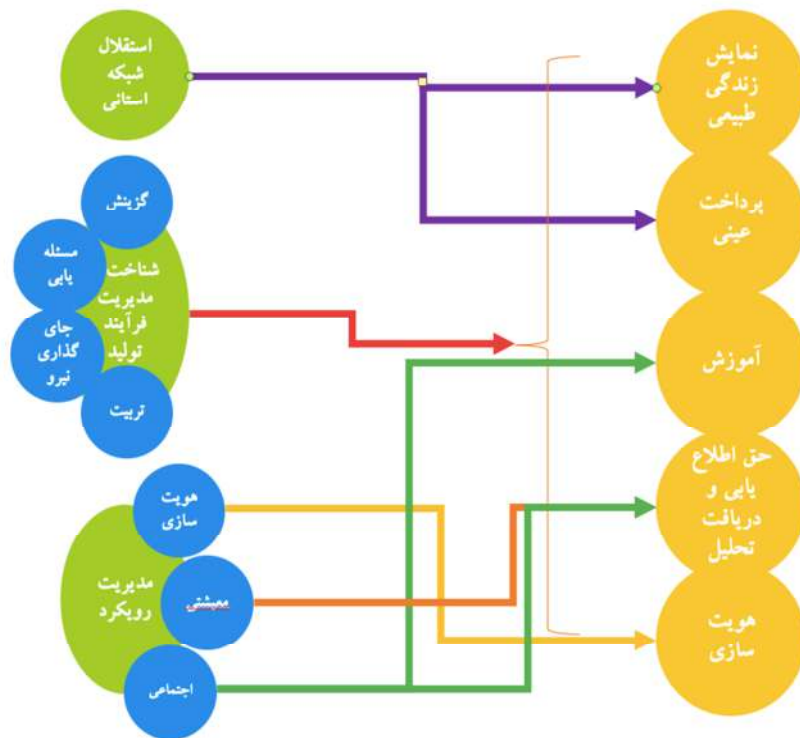 استقلال
شبکه
استانی
گزینش
مسئله
یابی
جای
گذاری
نیرو
تربیت
شناخت
مدیریت
فرآیند
تولید
هویت
سازی
معیشتی
اجتماعی
مدیریت
رویکرد
نمایش
زندگی
طبیعی
پرداخت
عینی
آموزش
حق اطلاع
یابی و
دریافت
تحلیل
هویت
سازی